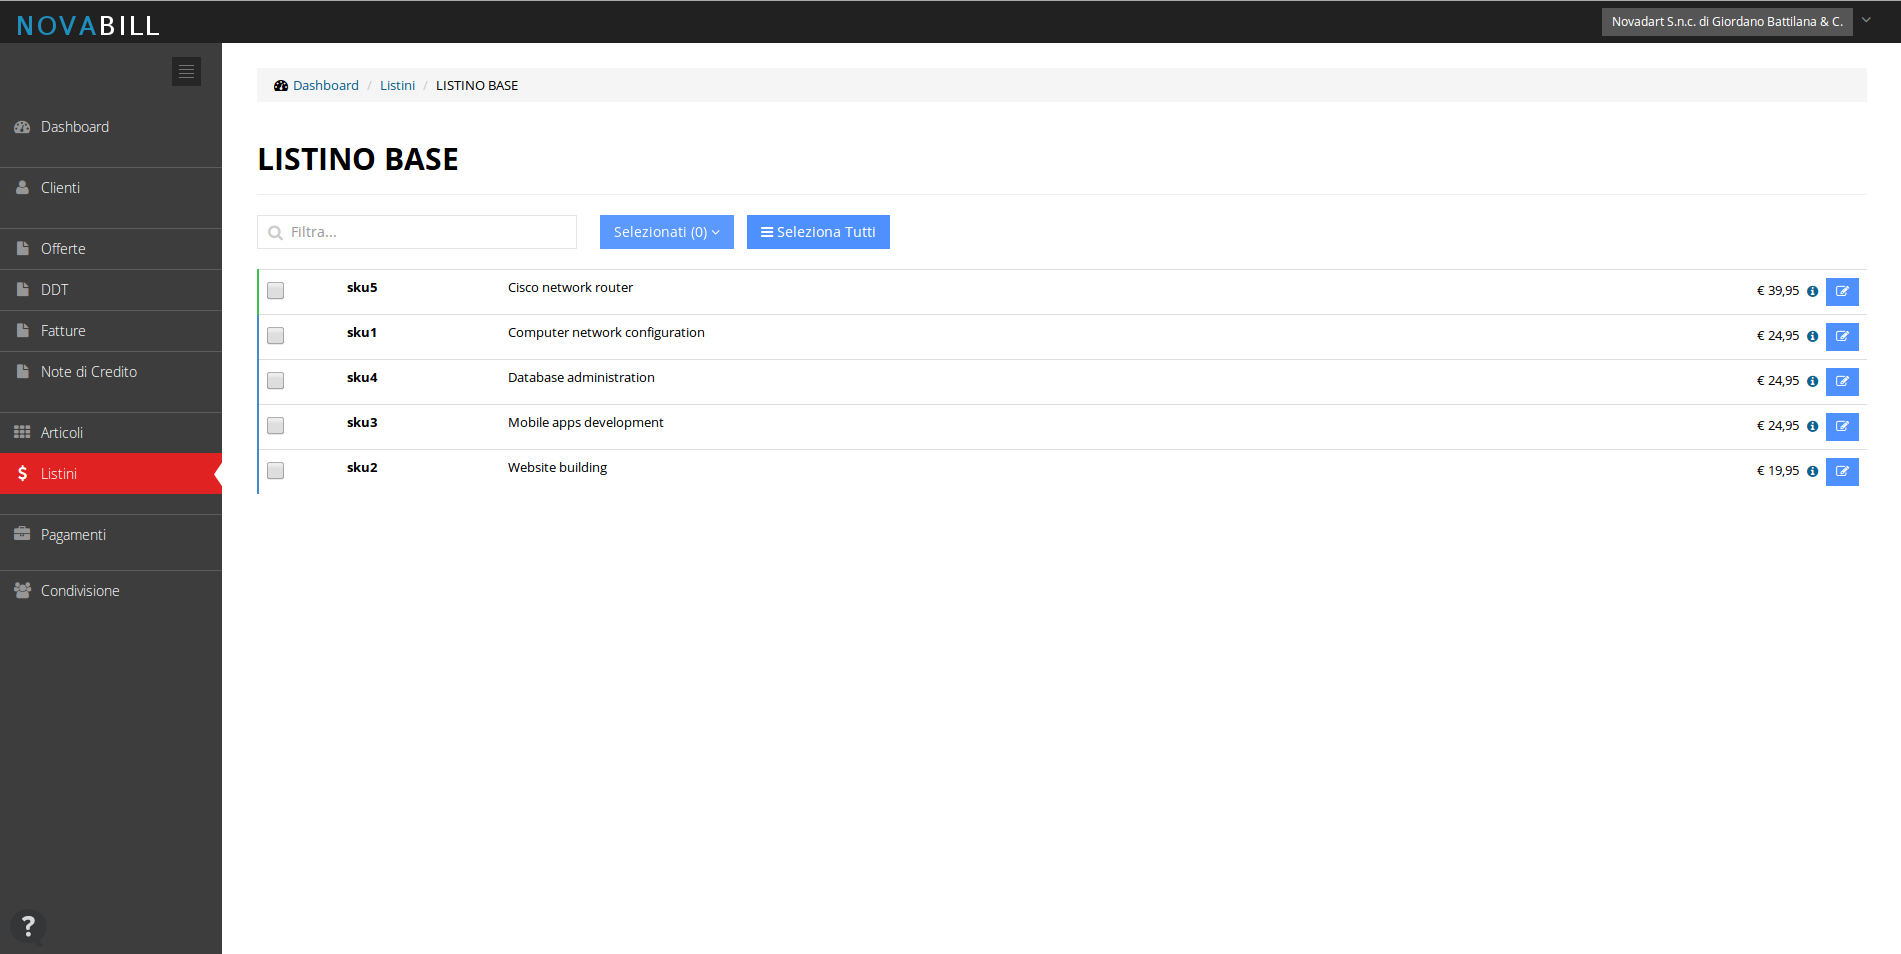 NOVABILL
Novadart S.n.c. di Giordano Battilana & C.
Dashboard
Clienti
Offerte
DDT
Fatture
Note di Credito
Articoli
Listini
Pagamenti
Condivisione
?
Dashboard / Listini / LISTINO BASE
LISTINO BASE
Filtra...
Selezionati (0)
Seleziona Tutti
sku5 Cisco network router € 39,95
sku1 Computer network configuration € 24,95
sku4 Database administration € 24,95
sku3 Mobile apps development € 24,95
sku2 Website building € 19,95